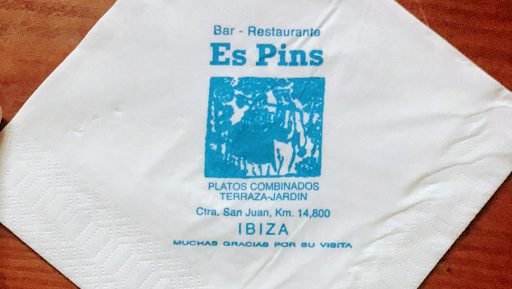 Bar - Restaurante
Es Pins
PLATOS COMBINADOS
TERRAZA-JARDIN
Ctra. San Juan, Km. 14,800
IBIZA
MUCHAS GRACIAS POR SU VISITA